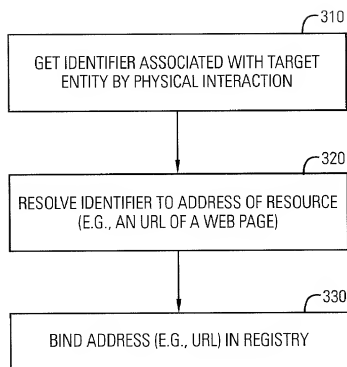 310
GET IDENTIFIER ASSOCIATED WITH TARGET
ENTITY BY PHYSICAL INTERACTION
320
RESOLVE IDENTIFIER TO ADDRESS OF RESOURCE
(E.G., AN URL OF A WEB PAGE)
330
BIND ADDRESS (E.G., URL) IN REGISTRY